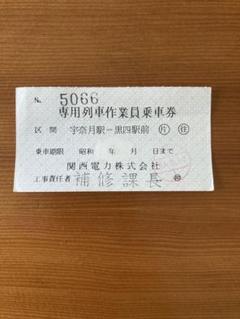 № 5066
専用列車作業員乗車券
区間 宇奈月駅－黒四駅前 片 往
乗車期限 昭和 年 月 日まで
関西電力株式会社
工事責任者 補修課長 印